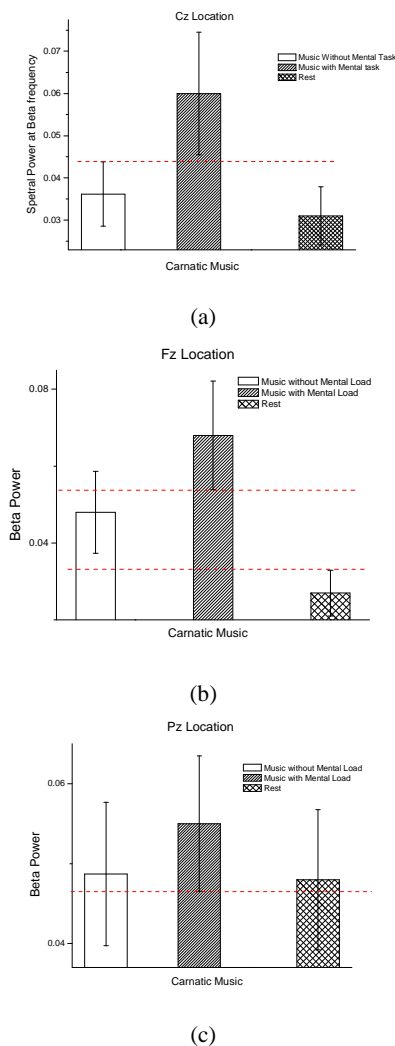 Cz Location
0.07
0.06
0.05
0.04
0.03
Spetral Power at Beta frequency
Music Without Mental Task
Music with Mental task
Rest
Carnatic Music
(a)
Fz Location
0.08
0.04
Beta Power
Music without Mental Load
Music with Mental Load
Rest
Carnatic Music
(b)
Pz Location
0.06
0.04
Beta Power
Music without Mental Load
Music with Mental Load
Rest
Carnatic Music
(c)